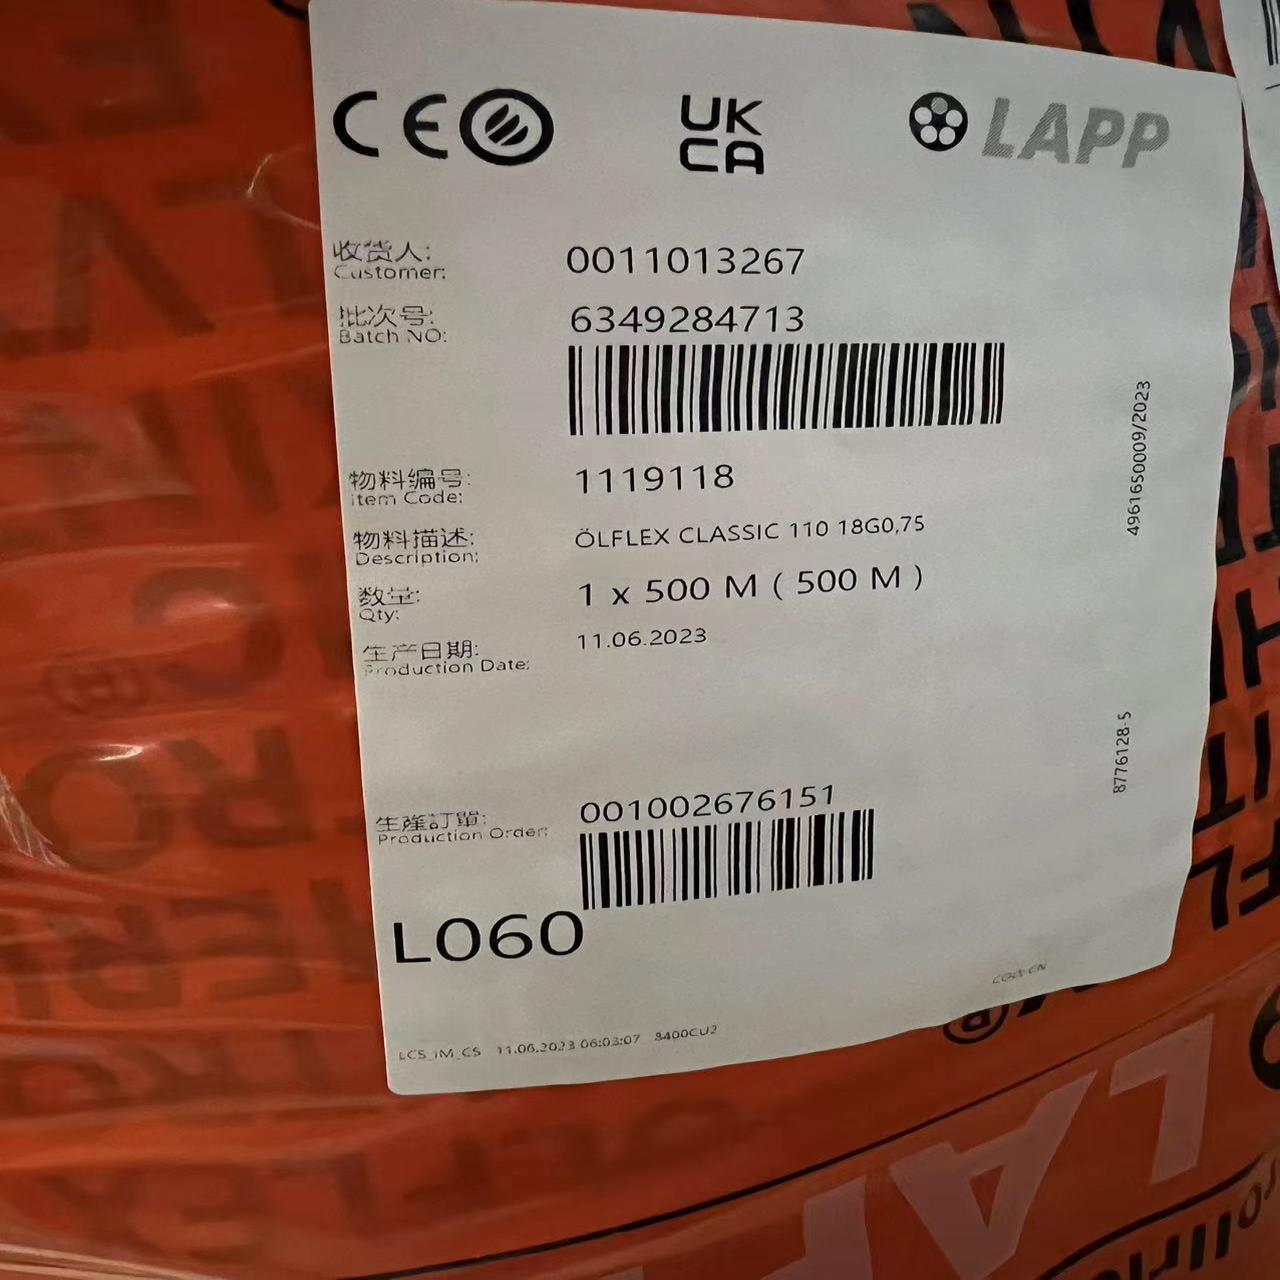 CE
UK
CA
LAPP
收货人:
Customer:
0011013267
批次号:
Batch NO:
6349284713
物料编号:
Item Code:
1119118
物料描述:
Description:
ÖLFLEX CLASSIC 110 18G0,75
数量:
Qty:
1 x 500 M ( 500 M )
生产日期:
Production Date:
11.06.2023
4961650009/2023
8776128-5
生產訂單:
Production Order:
001002676151
L060
LCS_IM_CS 11.06.2023 06:03:07 8400CU2